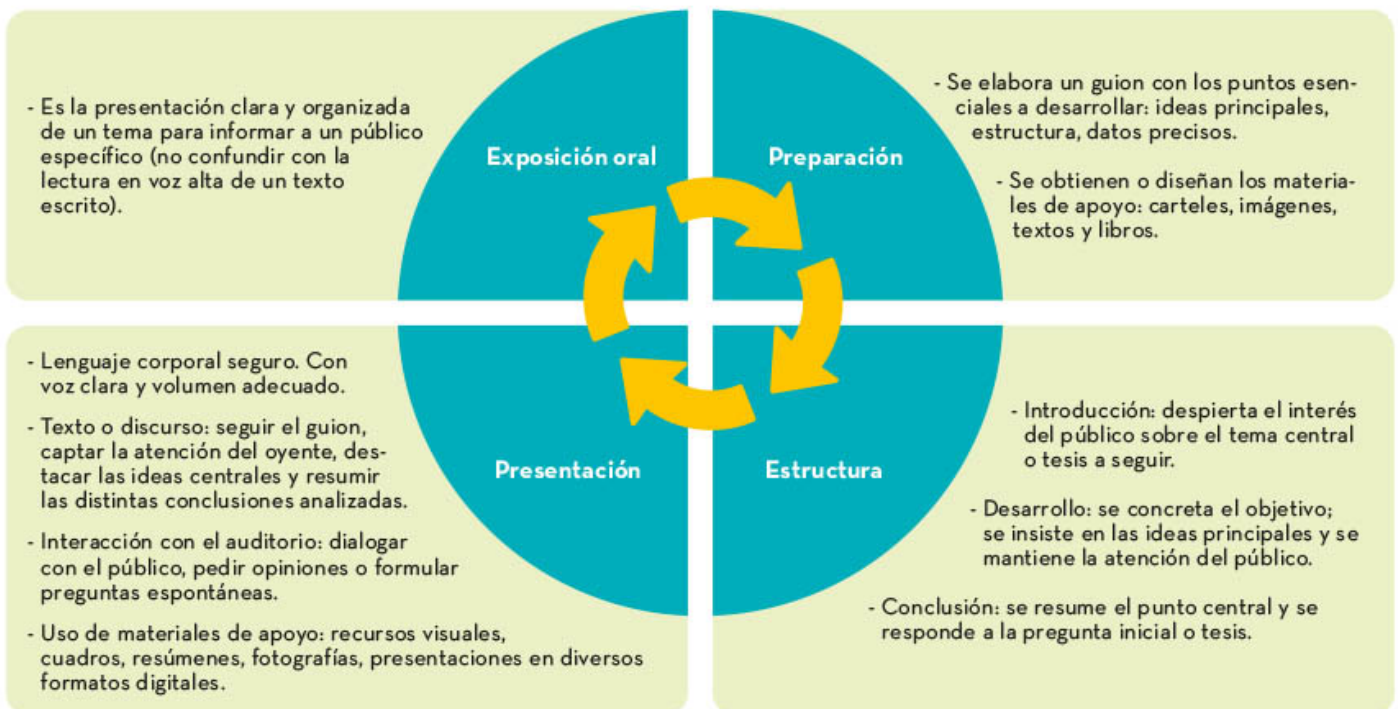 - Es la presentación clara y organizada
de un tema para informar a un público
específico (no confundir con la
lectura en voz alta de un texto
escrito).
Exposición oral
Preparación
- Se elabora un guion con los puntos esen-
ciales a desarrollar: ideas principales,
estructura, datos precisos.
- Se obtienen o diseñan los materia-
les de apoyo: carteles, imágenes,
textos y libros.
- Lenguaje corporal seguro. Con
voz clara y volumen adecuado.
- Texto o discurso: seguir el guion,
captar la atención del oyente, des-
tacar las ideas centrales y resumir
las distintas conclusiones analizadas.
- Interacción con el auditorio: dialogar
con el público, pedir opiniones o formular
preguntas espontáneas.
- Uso de materiales de apoyo: recursos visuales,
cuadros, resúmenes, fotografías, presentaciones en diversos
formatos digitales.
Presentación
Estructura
- Introducción: despierta el interés
del público sobre el tema central
o tesis a seguir.
- Desarrollo: se concreta el objetivo;
se insiste en las ideas principales y se
mantiene la atención del público.
- Conclusión: se resume el punto central y se
responde a la pregunta inicial o tesis.